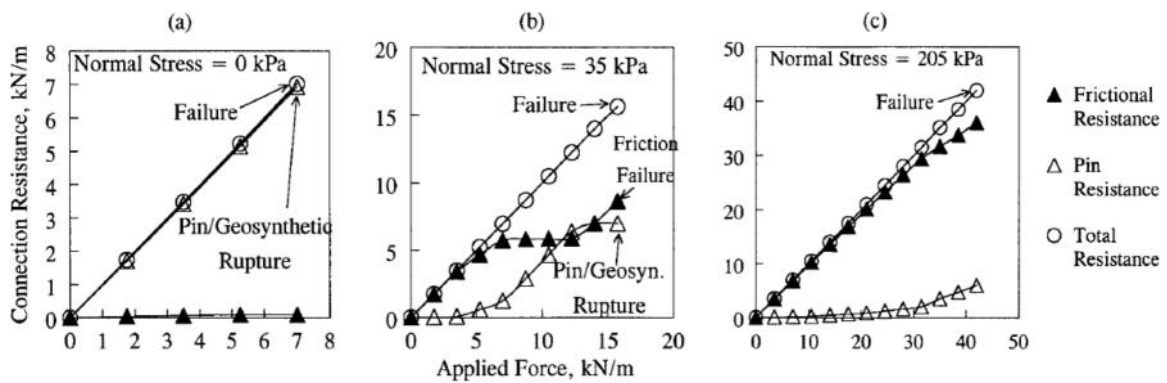 (a)
Normal Stress = 0 kPa
Failure
Pin/Geosynthetic
Rupture
8
7
6
5
4
3
2
1
0
0 1 2 3 4 5 6 7 8
Connection Resistance, kN/m
(b)
Normal Stress = 35 kPa
Failure
Friction
Failure
Pin/Geosyn.
Rupture
20
15
10
5
0
0 5 10 15 20
Applied Force, kN/m
(c)
Normal Stress = 205 kPa
Failure
50
40
30
20
10
0
0 10 20 30 40 50
Frictional
Resistance
Pin
Resistance
Total
Resistance